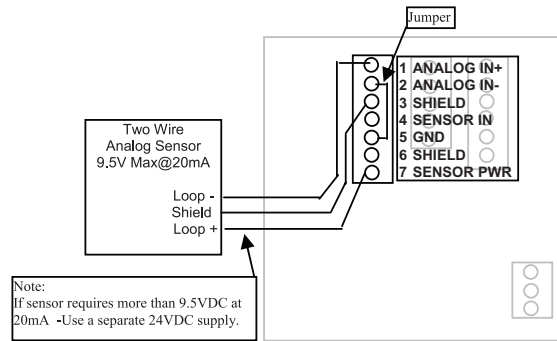 Jumper
1 ANALOG IN+
2 ANALOG IN-
3 SHIELD
4 SENSOR IN
5 GND
6 SHIELD
7 SENSOR PWR
Two Wire
Analog Sensor
9.5V Max@20mA
Loop -
Shield
Loop +
Note:
If sensor requires more than 9.5VDC at
20mA -Use a separate 24VDC supply.